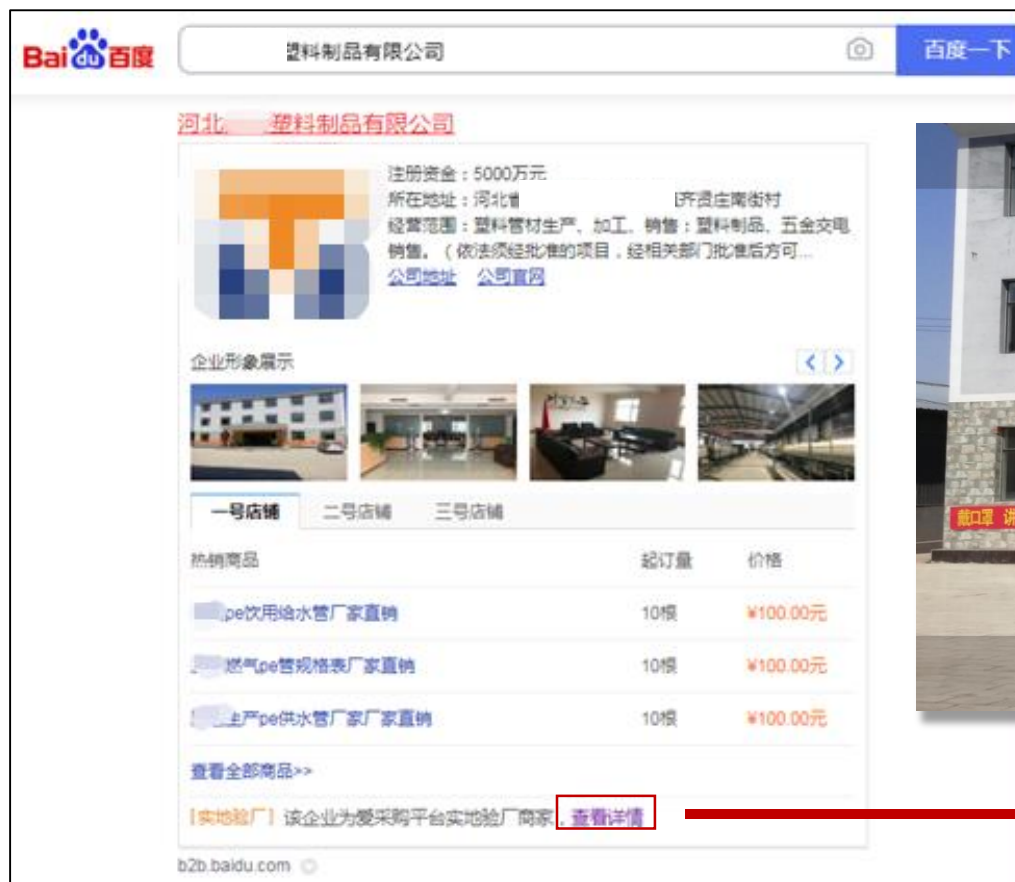 Bai du 百度
塑料制品有限公司
百度一下
河北 塑料制品有限公司
注册资金：5000万元
所在地址：河北省 齐贤庄南街村
经营范围：塑料管材生产、加工、销售；塑料制品、五金交电
销售。（依法须经批准的项目，经相关部门批准后方可...
公司地址 公司官网
企业形象展示
一号店铺 二号店铺 三号店铺
热销商品 起订量 价格
pe饮用给水管厂家直销 10根 ¥100.00元
燃气pe管规格表厂家直销 10根 ¥100.00元
生产pe供水管厂家厂家直销 10根 ¥100.00元
查看全部商品>>
[实地验厂] 该企业为爱采购平台实地验厂商家，查看详情
b2b.baidu.com
戴口罩 讲